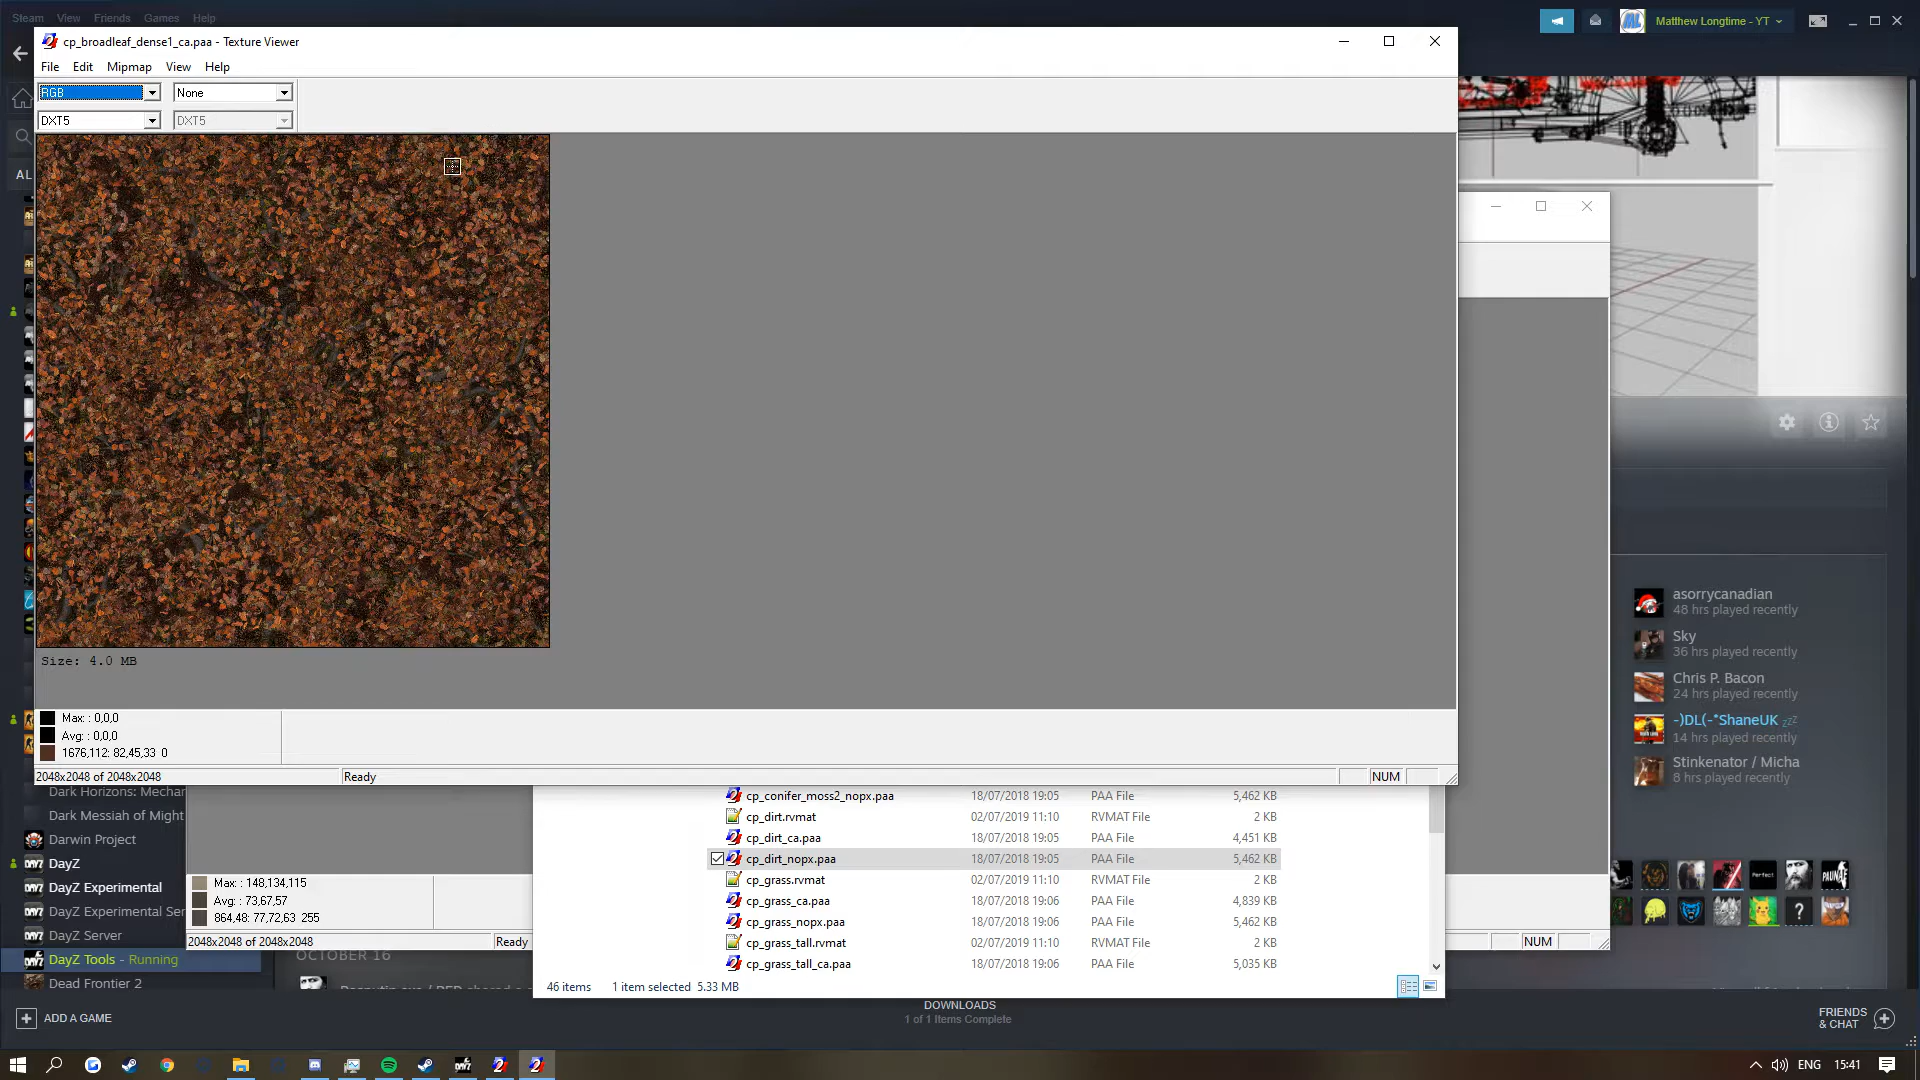 Steam View Friends Games Help
Matthew Longtime - YT
cp_broadleaf_dense1_ca.paa - Texture Viewer
File Edit Mipmap View Help
RGB None
DXT5 DXT5
AL
Size: 4.0 MB
Max: : 0,0,0
Avg: : 0,0,0
1676,112: 82,45,33 0
2048x2048 of 2048x2048 Ready NUM
asorrycanadian
48 hrs played recently
Sky
36 hrs played recently
Chris P. Bacon
24 hrs played recently
-)DL(-*ShaneUK zzz
14 hrs played recently
Stinkenator / Micha
8 hrs played recently
Perfect
PAUNAE
?
Dark Horizons: Mechar
Dark Messiah of Might
Darwin Project
DayZ
DayZ Experimental
DayZ Experimental Ser
DayZ Server
DayZ Tools - Running
Dead Frontier 2
Max: : 148,134,115
Avg: : 73,67,57
864,48: 77,72,63 255
2048x2048 of 2048x2048 Ready NUM
OCTOBER 16
cp_conifer_moss2_nopx.paa 18/07/2018 19:05 PAA File 5,462 KB
cp_dirt.rvmat 02/07/2019 11:10 RVMAT File 2 KB
cp_dirt_ca.paa 18/07/2018 19:05 PAA File 4,451 KB
cp_dirt_nopx.paa 18/07/2018 19:05 PAA File 5,462 KB
cp_grass.rvmat 02/07/2019 11:10 RVMAT File 2 KB
cp_grass_ca.paa 18/07/2018 19:06 PAA File 4,839 KB
cp_grass_nopx.paa 18/07/2018 19:06 PAA File 5,462 KB
cp_grass_tall.rvmat 02/07/2019 11:10 RVMAT File 2 KB
cp_grass_tall_ca.paa 18/07/2018 19:06 PAA File 5,035 KB
46 items 1 item selected 5.33 MB
ADD A GAME
DOWNLOADS
1 of 1 Items Complete
FRIENDS
& CHAT
ENG 15:41